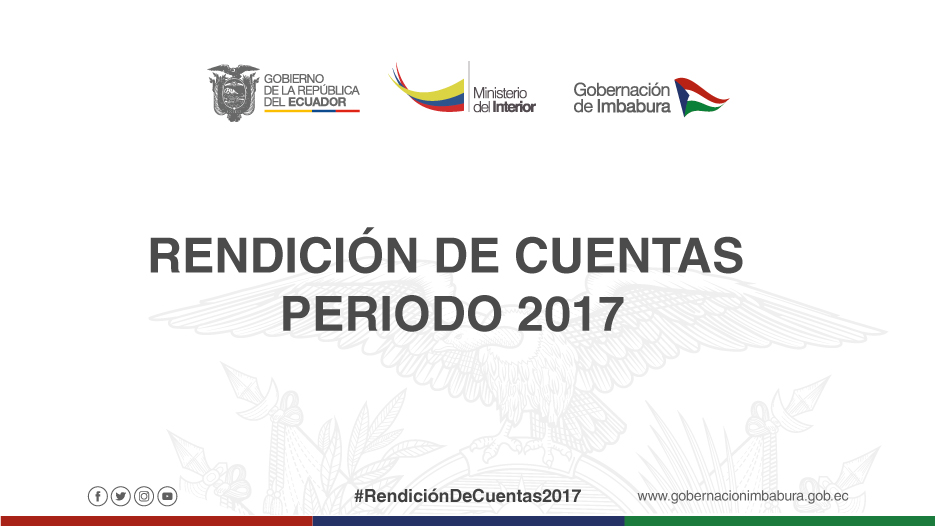 GOBIERNO
DE LA REPÚBLICA
DEL ECUADOR
Ministerio
del Interior
Gobernación
de Imbabura
RENDICIÓN DE CUENTAS
PERIODO 2017
#RendiciónDeCuentas2017
www.gobernacionimbabura.gob.ec